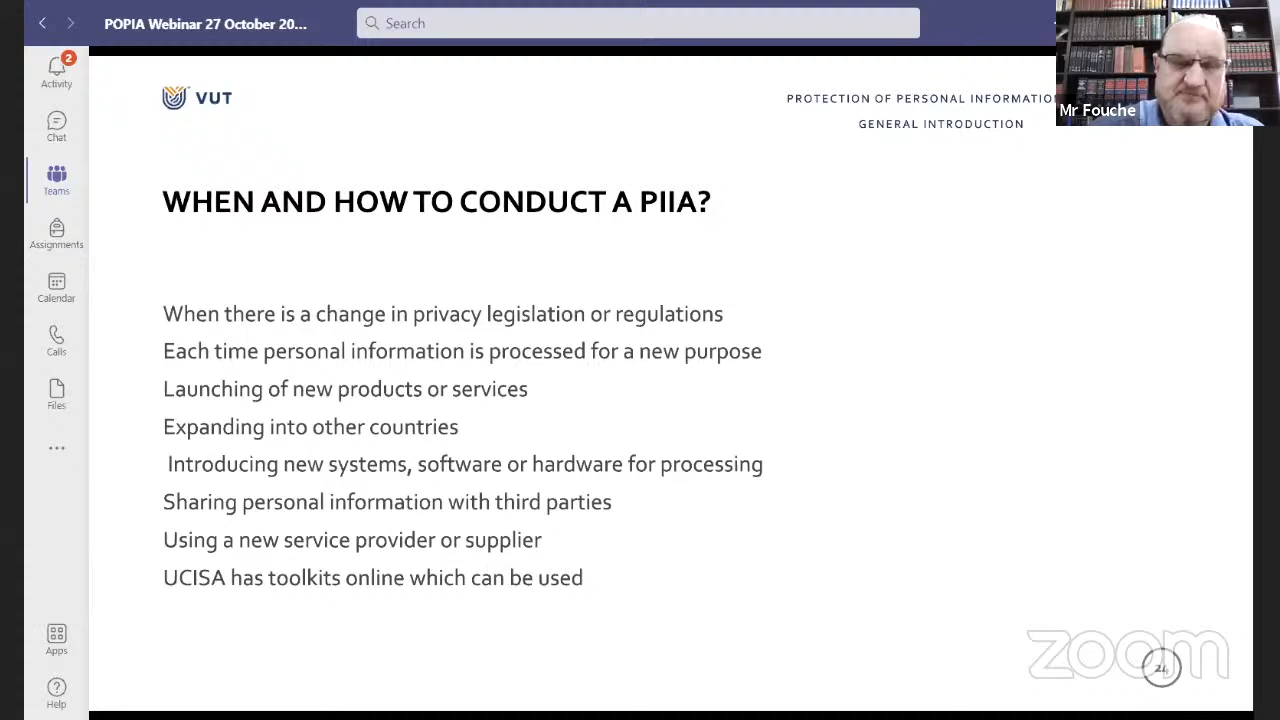 POPIA Webinar 27 October 20...
Search
2
Activity
Chat
Teams
Assignments
Calendar
Calls
Files
...
Apps
Help
VUT
PROTECTION OF PERSONAL INFORMATIO
GENERAL INTRODUCTION
Mr Fouche
WHEN AND HOW TO CONDUCT A PIIA?
When there is a change in privacy legislation or regulations
Each time personal information is processed for a new purpose
Launching of new products or services
Expanding into other countries
Introducing new systems, software or hardware for processing
Sharing personal information with third parties
Using a new service provider or supplier
UCISA has toolkits online which can be used
zoom
24